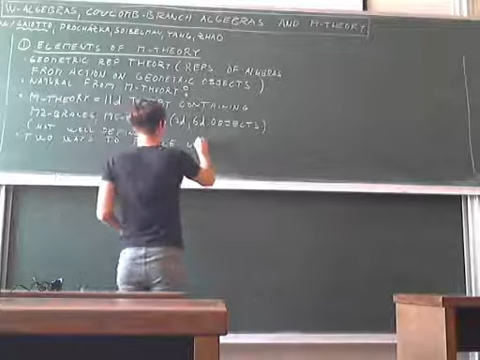 W-ALGEBRAS, COULOMB-BRANCH ALGEBRAS AND M-THEORY
W/ GAIOTTO, PROCHÁZKA, SOIBELMAN, YANG, ZHAO
① ELEMENTS OF M-THEORY
• GEOMETRIC REP THEORY (REPS OF ALGEBRAS
FROM ACTION ON GEOMETRIC OBJECTS)
• NATURAL FROM M-THEORY:
• M-THEORY = 11d THEORY CONTAINING
M2-BRANES, (3d, 6d OBJECTS)
(NOT WELL
• TWO WAYS TO